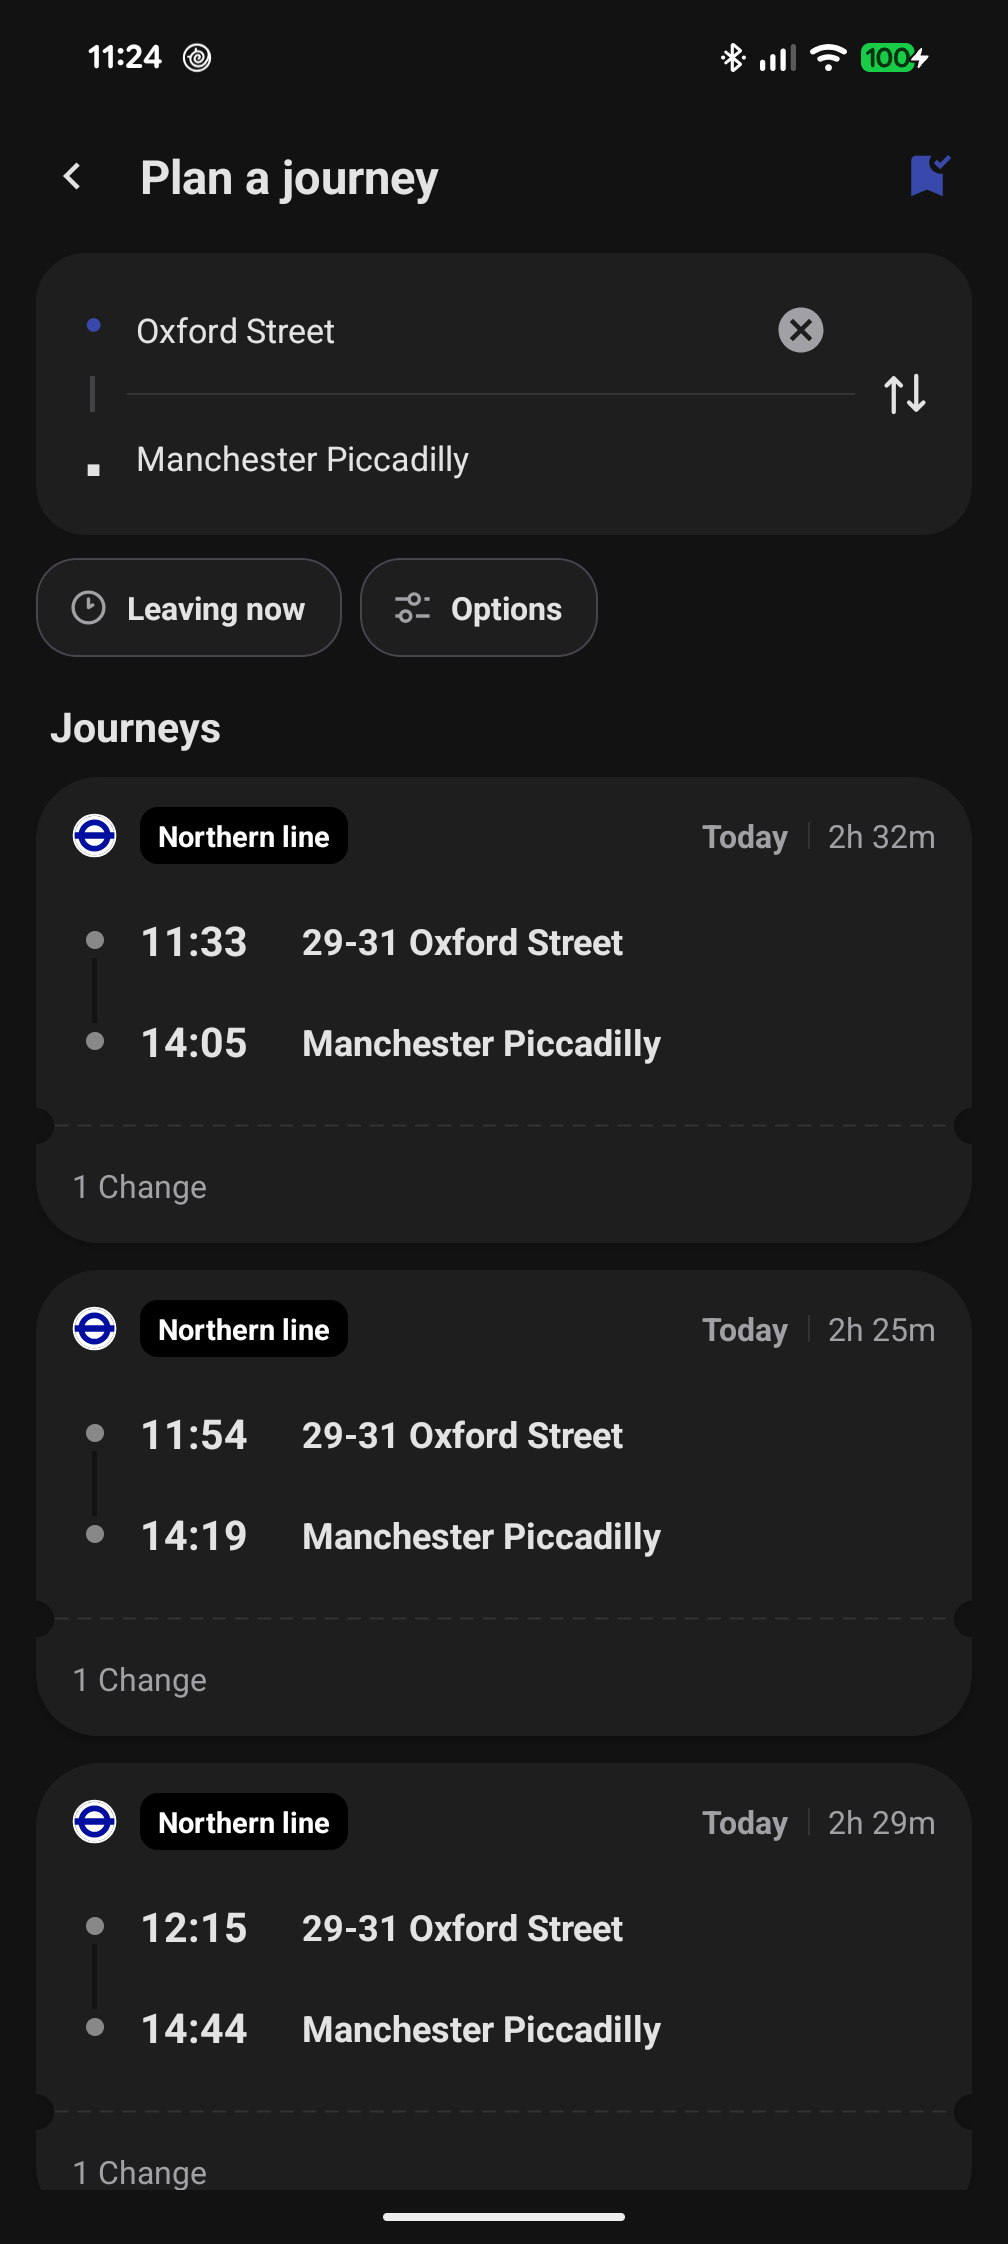 11:24
100
Plan a journey
Oxford Street
Manchester Piccadilly
Leaving now
Options
Journeys
Northern line
Today
2h 32m
11:33 29-31 Oxford Street
14:05 Manchester Piccadilly
1 Change
Northern line
Today
2h 25m
11:54 29-31 Oxford Street
14:19 Manchester Piccadilly
1 Change
Northern line
Today
2h 29m
12:15 29-31 Oxford Street
14:44 Manchester Piccadilly
1 Change